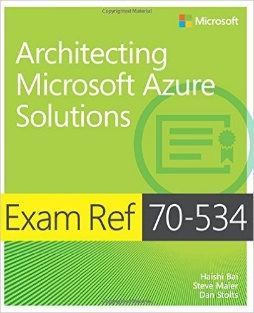 Microsoft
Architecting
Microsoft Azure
Solutions
Exam Ref 70-534
Haishi Bai
Steve Maier
Dan Stolts